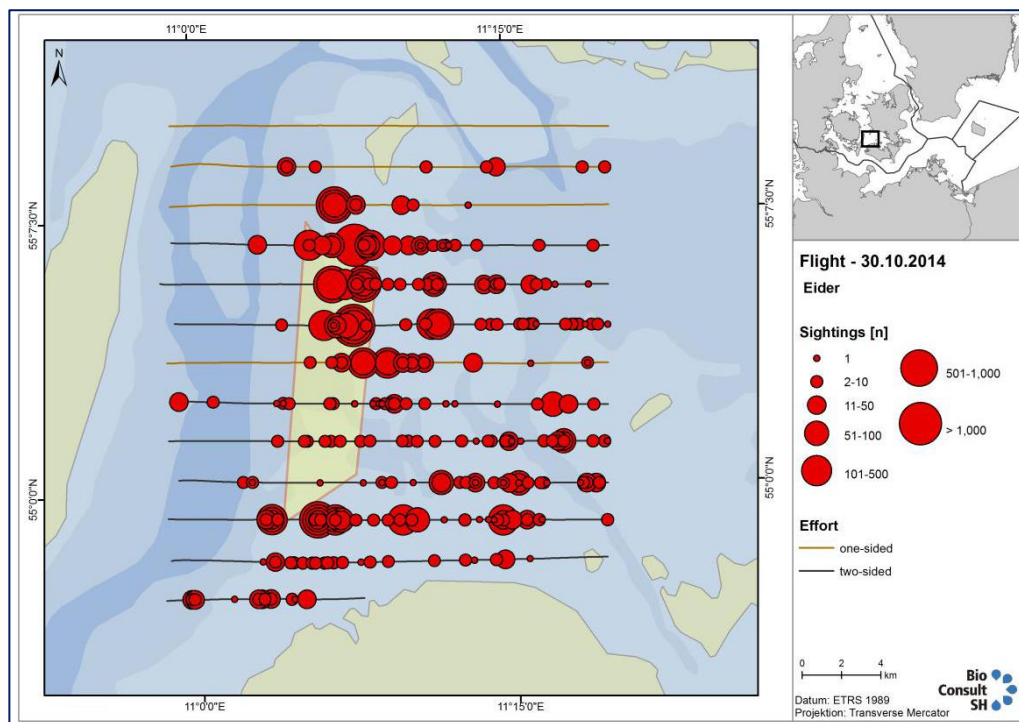 11°0'0"E
11°15'0"E
N
55°7'30"N
55°7'30"N
55°0'0"N
55°0'0"N
11°0'0"E
11°15'0"E
Flight - 30.10.2014
Eider
Sightings [n]
1
2-10
11-50
51-100
101-500
501-1,000
> 1,000
Effort
one-sided
two-sided
0 2 4
km
Datum: ETRS 1989
Projektion: Transverse Mercator
Bio
Consult
SH